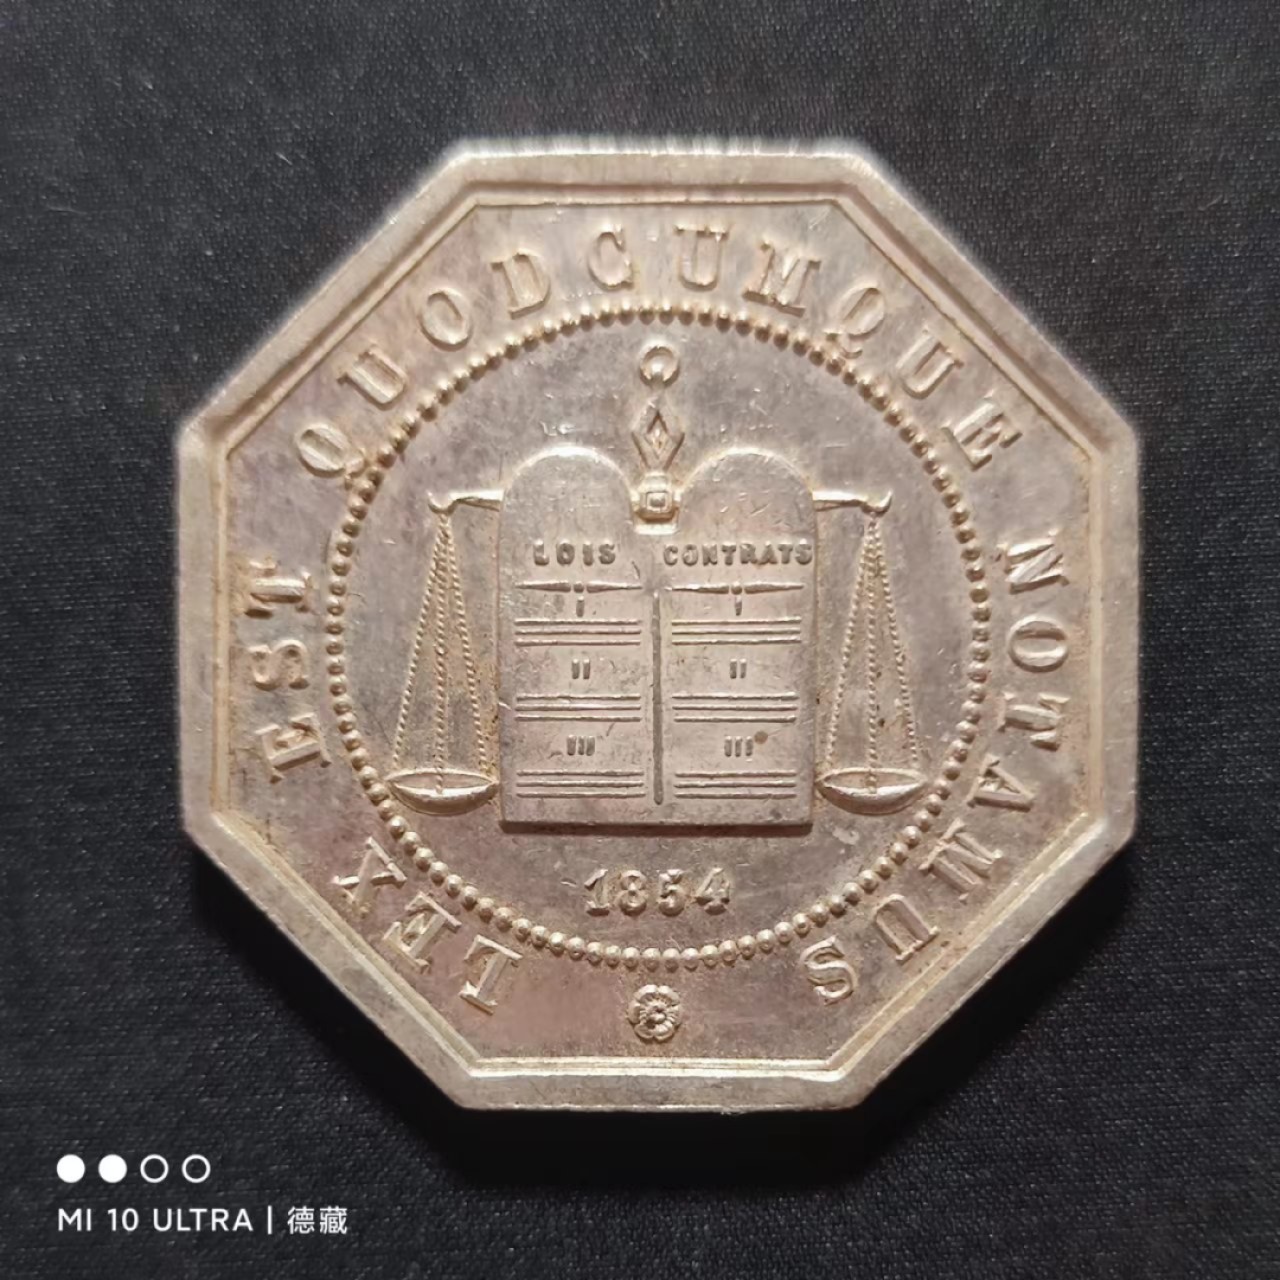 LEX EST QUODCUMQUE NOTAMUS
LOIS CONTRATS
I I
II II
III III
1854
MI 10 ULTRA | 德藏